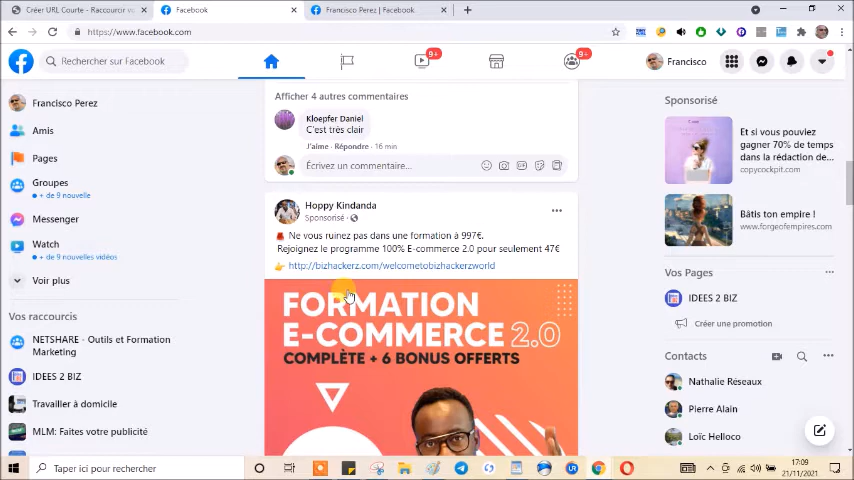 Créer URL Courte - Raccourcir vo
Facebook
Francisco Perez | Facebook
https://www.facebook.com
Rechercher sur Facebook
9+
9+
Francisco
Francisco Perez
Amis
Pages
Groupes
+ de 9 nouvelle
Messenger
Watch
+ de 9 nouvelles vidéos
Voir plus
Vos raccourcis
NETSHARE - Outils et Formation
Marketing
IDEES 2 BIZ
Travailler à domicile
MLM: Faites votre publicité
Afficher 4 autres commentaires
Kloepfer Daniel
C'est très clair
J'aime · Répondre · 16 min
Écrivez un commentaire...
Hoppy Kindanda
Sponsorisé ·
Ne vous ruinez pas dans une formation à 997€.
Rejoignez le programme 100% E-commerce 2.0 pour seulement 47€
http://bizhackerz.com/welcometobizhackerzworld
FORMATION
E-COMMERCE 2.0
COMPLÈTE + 6 BONUS OFFERTS
Sponsorisé
Et si vous pouviez
gagner 70% de temps
dans la rédaction de...
copycockpit.com
Bâtis ton empire !
www.forgeofempires.com
Vos Pages
IDEES 2 BIZ
Créer une promotion
Contacts
Nathalie Réseaux
Pierre Alain
Loïc Helloco
Taper ici pour rechercher
17:09
21/11/2021